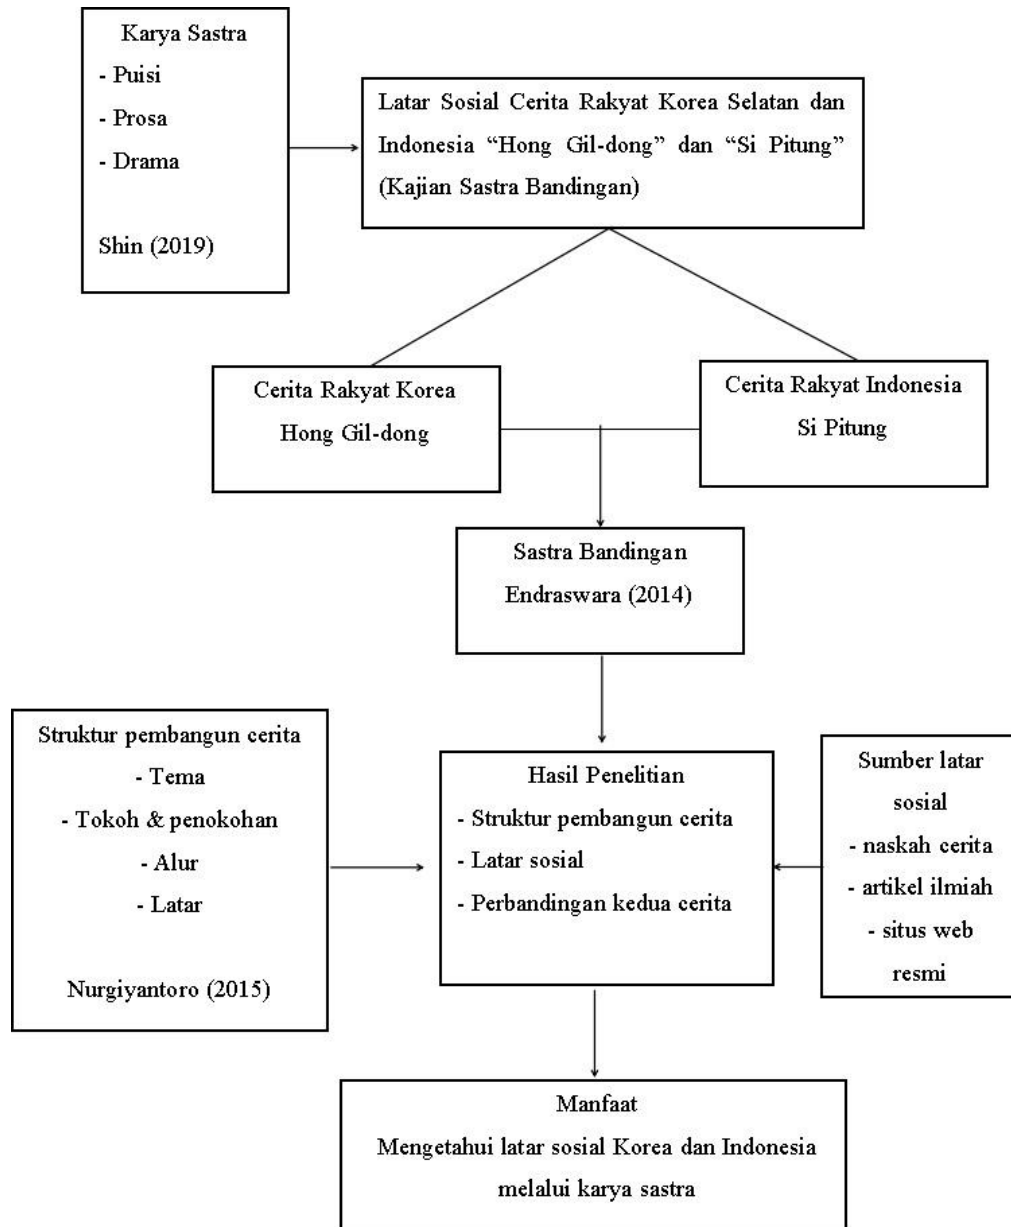 Karya Sastra
- Puisi
- Prosa
- Drama
Shin (2019)
Latar Sosial Cerita Rakyat Korea Selatan dan
Indonesia “Hong Gil-dong” dan “Si Pitung”
(Kajian Sastra Bandingan)
Cerita Rakyat Korea
Hong Gil-dong
Cerita Rakyat Indonesia
Si Pitung
Sastra Bandingan
Endraswara (2014)
Struktur pembangun cerita
- Tema
- Tokoh & penokohan
- Alur
- Latar
Nurgiyantoro (2015)
Hasil Penelitian
- Struktur pembangun cerita
- Latar sosial
- Perbandingan kedua cerita
Sumber latar
sosial
- naskah cerita
- artikel ilmiah
- situs web
resmi
Manfaat
Mengetahui latar sosial Korea dan Indonesia
melalui karya sastra